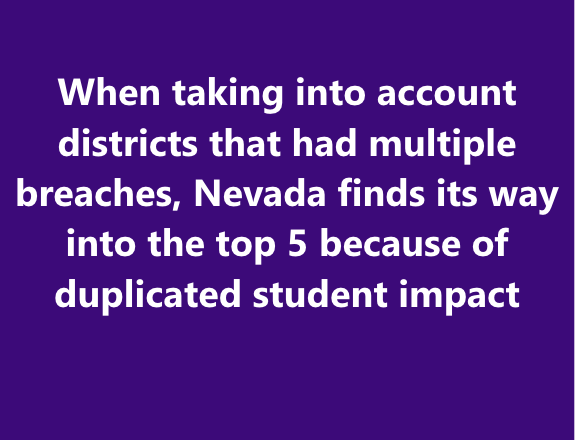 When taking into account
districts that had multiple
breaches, Nevada finds its way
into the top 5 because of
duplicated student impact